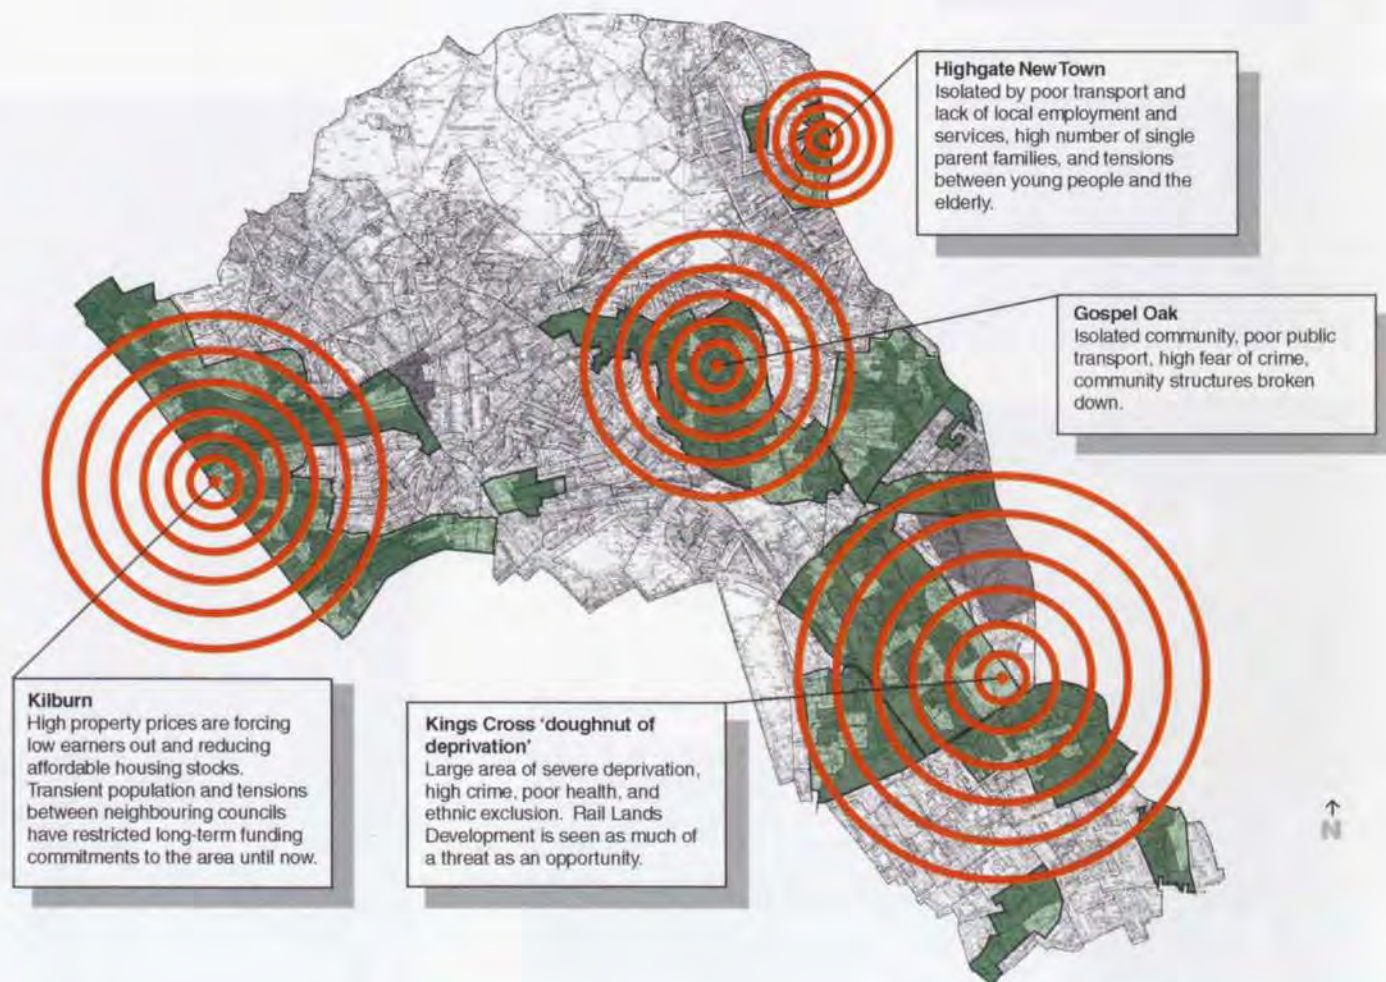 Highgate New Town
Isolated by poor transport and
lack of local employment and
services, high number of single
parent families, and tensions
between young people and the
elderly.
Gospel Oak
Isolated community, poor public
transport, high fear of crime,
community structures broken
down.
Kilburn
High property prices are forcing
low earners out and reducing
affordable housing stocks.
Transient population and tensions
between neighbouring councils
have restricted long-term funding
commitments to the area until now.
Kings Cross 'doughnut of
deprivation'
Large area of severe deprivation,
high crime, poor health, and
ethnic exclusion. Rail Lands
Development is seen as much of
a threat as an opportunity.
N